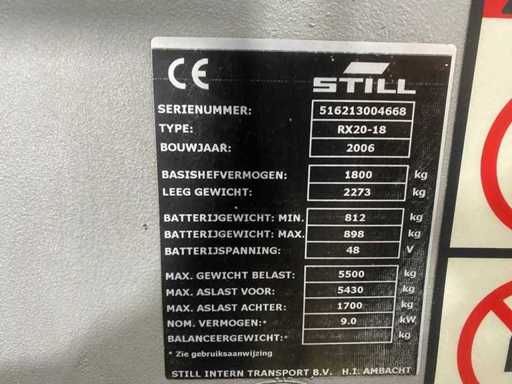 CE STILL
SERIENUMMER: 516213004668
TYPE: RX20-18
BOUWJAAR: 2006
BASISHEFVERMOGEN: 1800 kg
LEEG GEWICHT: 2273 kg
BATTERIJGEWICHT: MIN. 812 kg
BATTERIJGEWICHT: MAX. 898 kg
BATTERIJSPANNING: 48 V
MAX. GEWICHT BELAST: 5500 kg
MAX. ASLAST VOOR: 5430 kg
MAX. ASLAST ACHTER: 1700 kg
NOM. VERMOGEN:* 9.0 kW
BALANCEERGEWICHT:* kg
* Zie gebruiksaanwijzing
STILL INTERN TRANSPORT B.V. H.I. AMBACHT